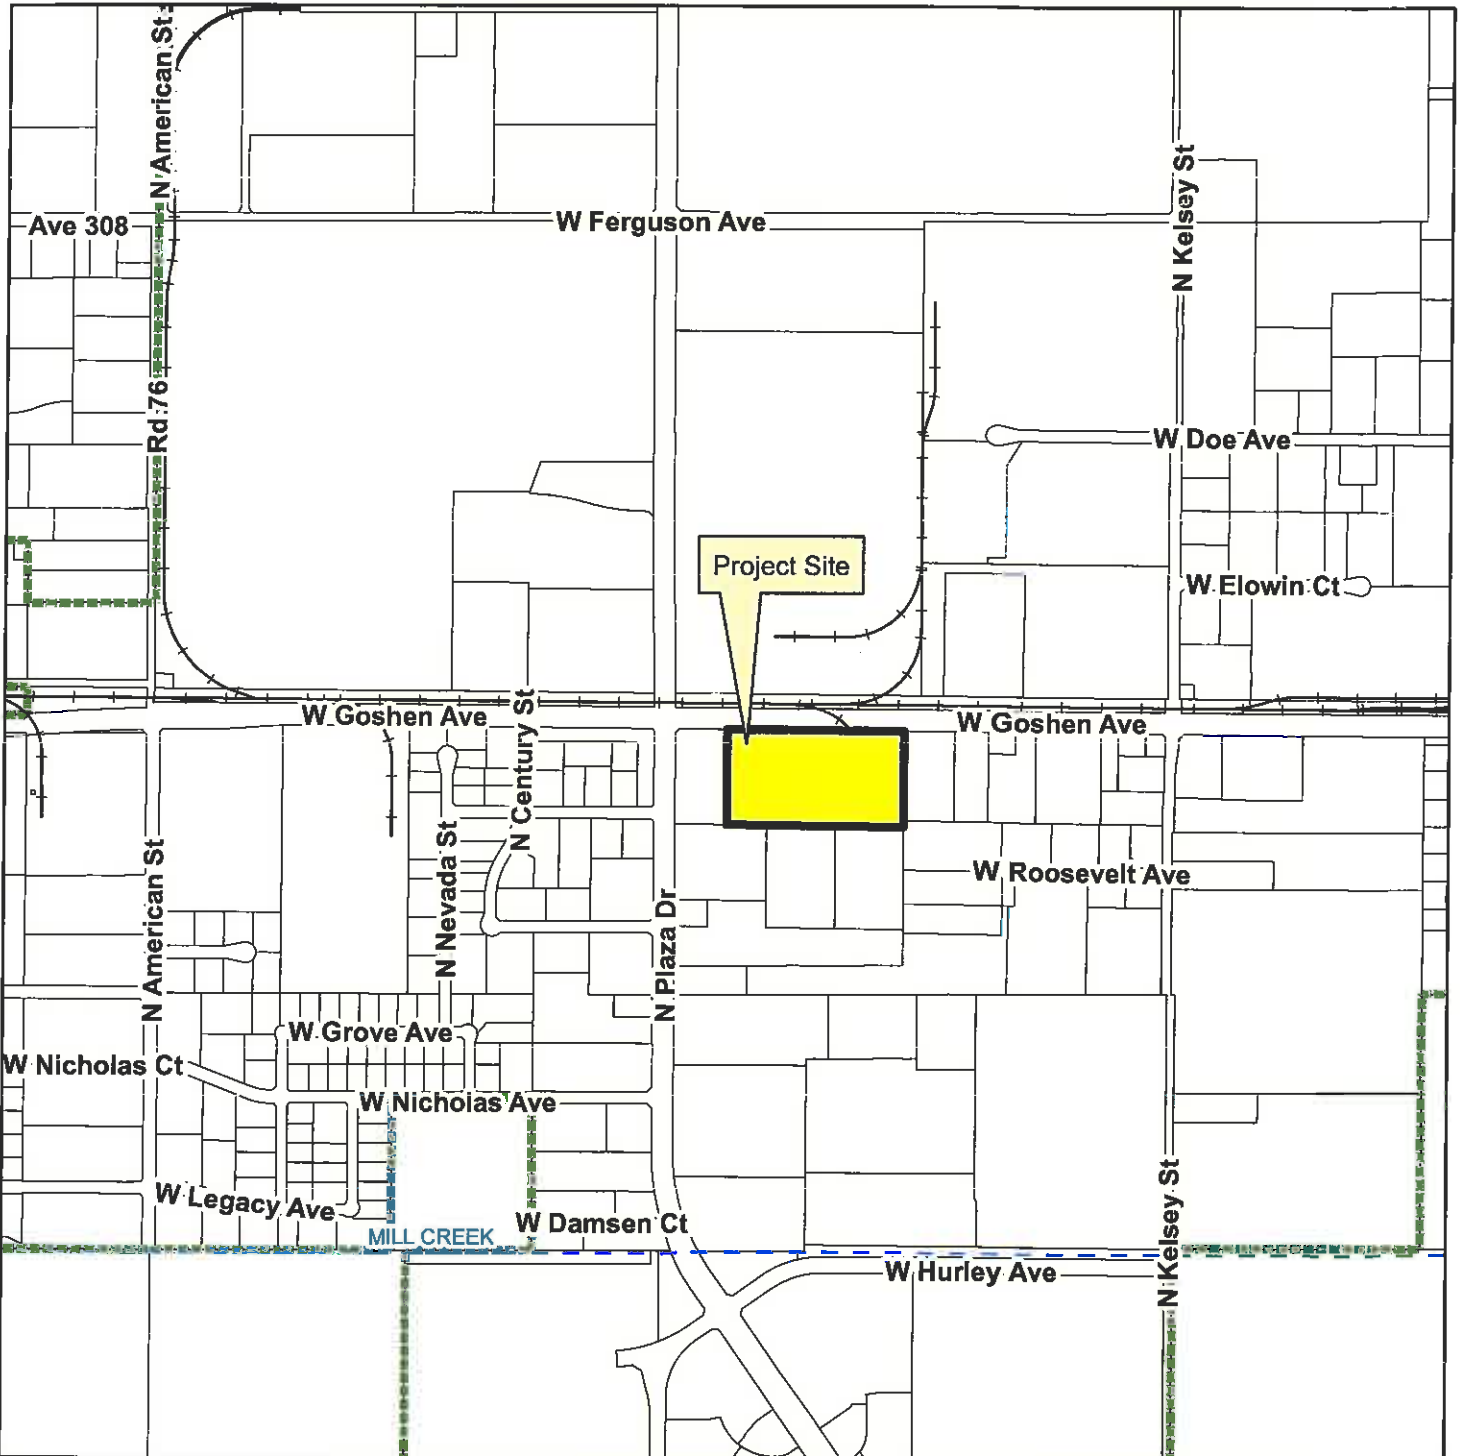 N American St
N Kelsey St
Ave 308
W Ferguson Ave
Rd 76
W Doe Ave
Project Site
W Elowin Ct
W Goshen Ave
N Century St
W Goshen Ave
N Nevada St
N American St
N Plaza Dr
W Roosevelt Ave
W Grove Ave
W Nicholas Ct
W Nicholas Ave
W Legacy Ave
MILL CREEK
W Damsen Ct
N Kelsey St
W Hurley Ave